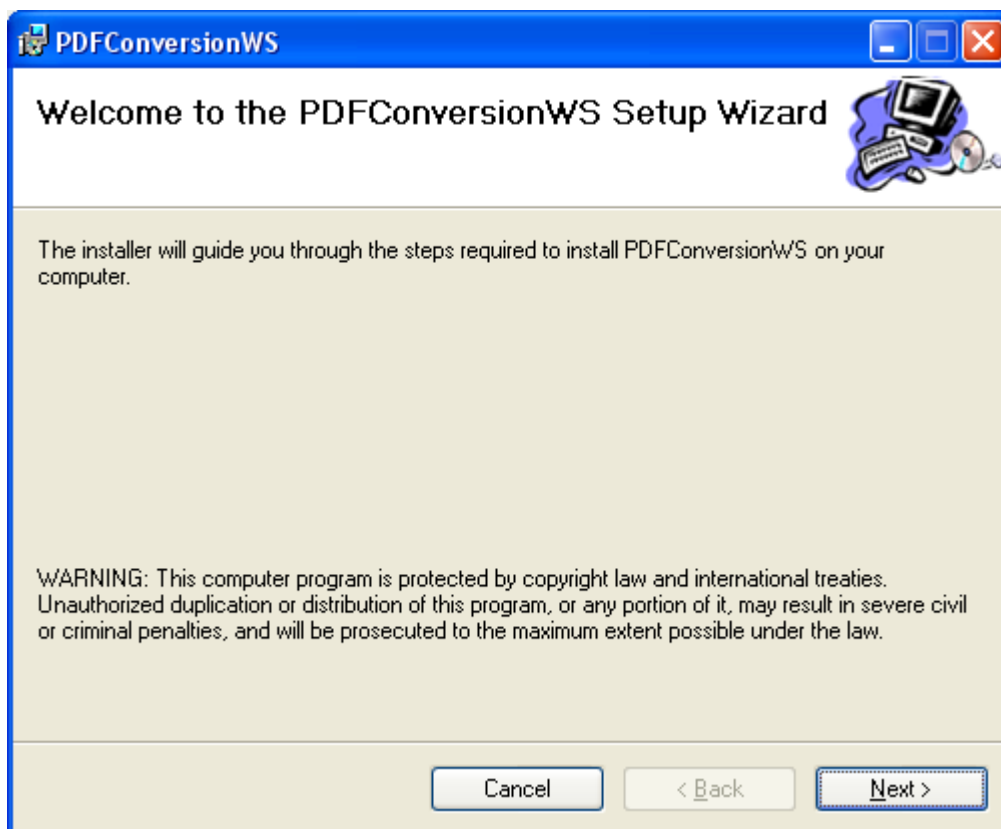 PDFConversionWS
Welcome to the PDFConversionWS Setup Wizard
The installer will guide you through the steps required to install PDFConversionWS on your
computer.
WARNING: This computer program is protected by copyright law and international treaties.
Unauthorized duplication or distribution of this program, or any portion of it, may result in severe civil
or criminal penalties, and will be prosecuted to the maximum extent possible under the law.
Cancel < Back Next >